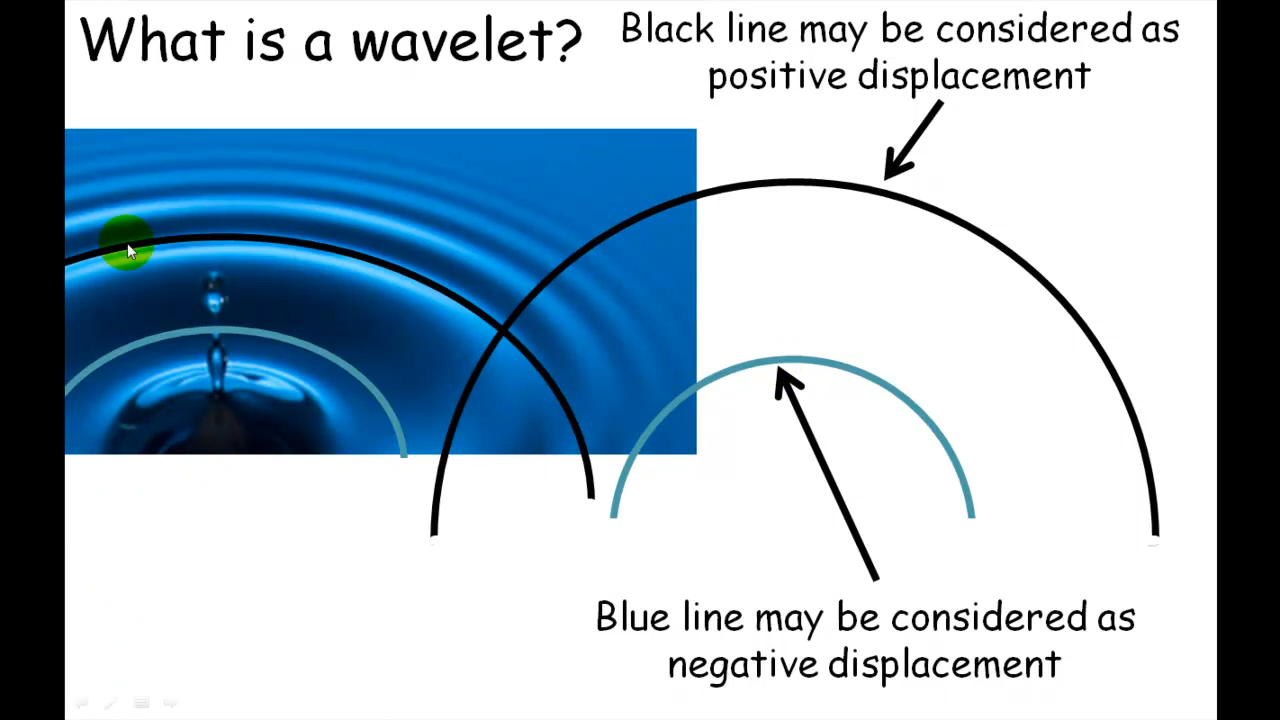 What is a wavelet?
Black line may be considered as
positive displacement
Blue line may be considered as
negative displacement